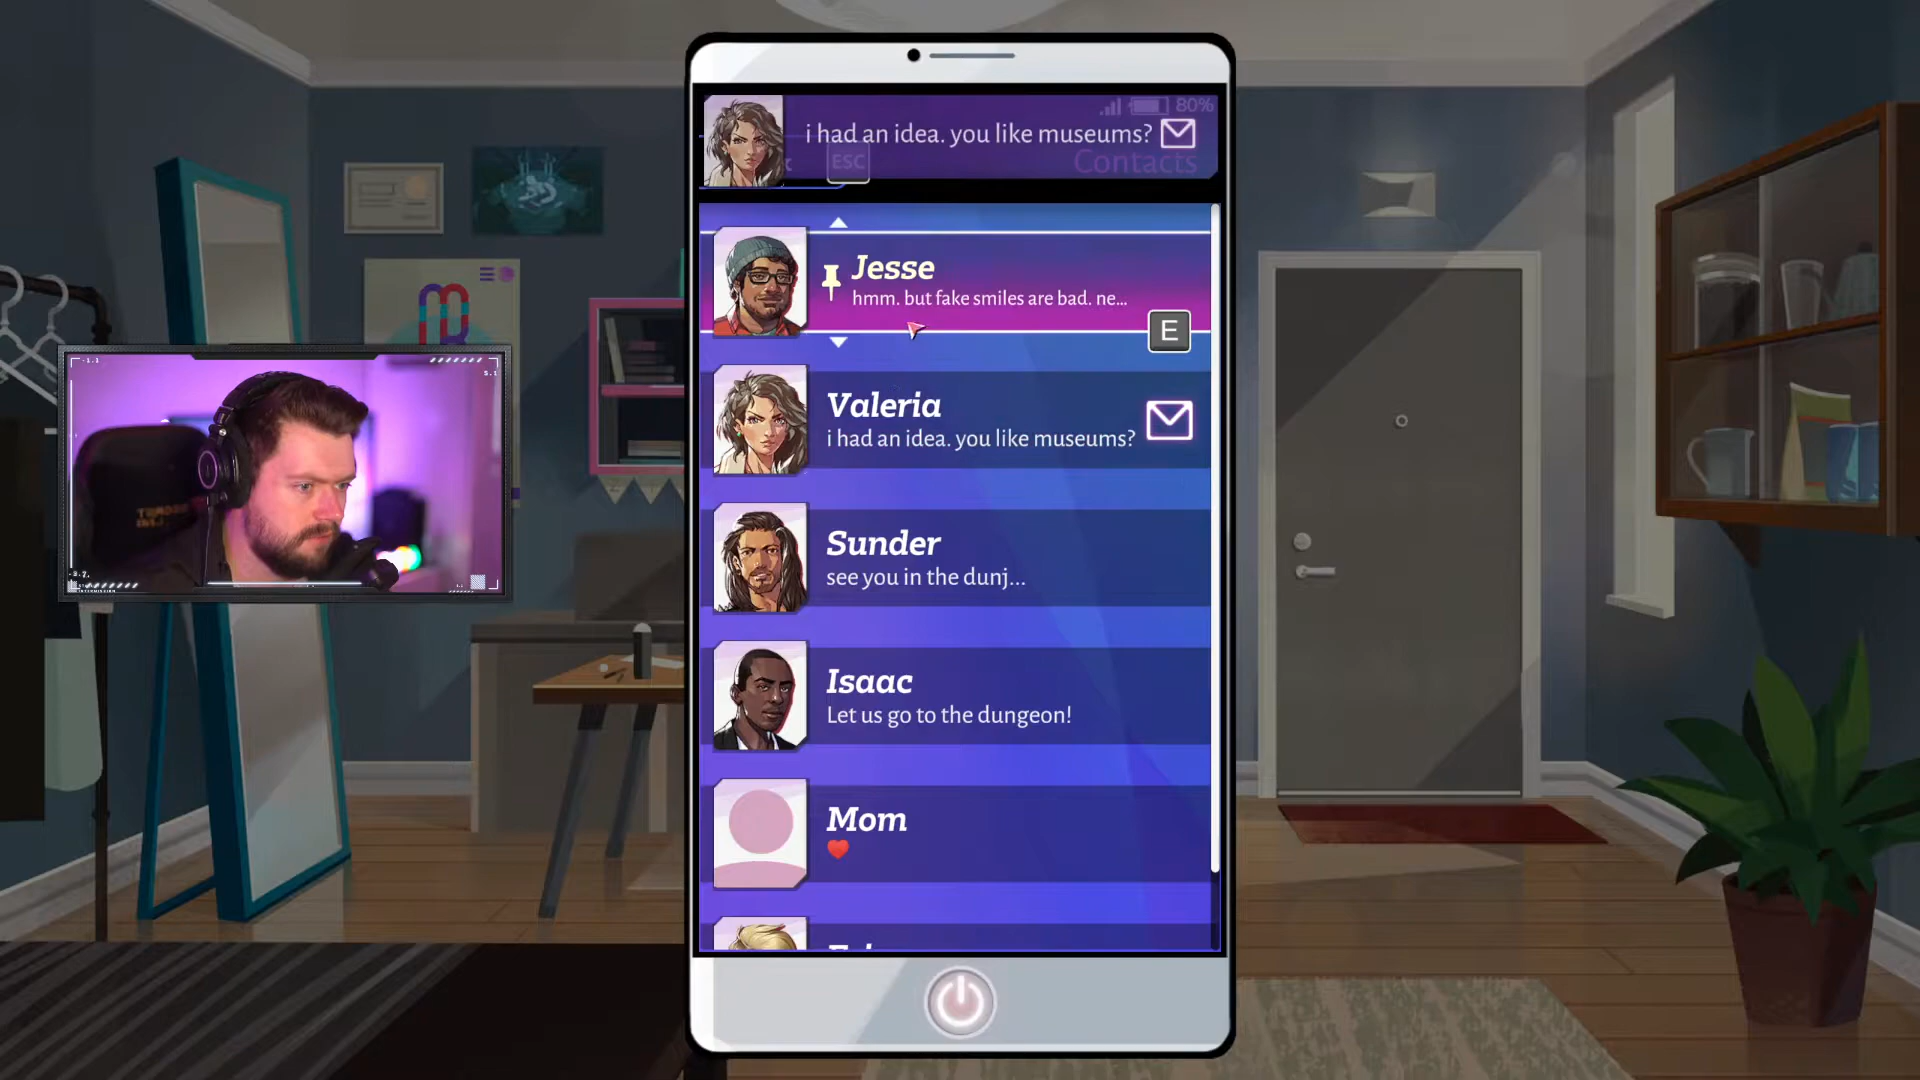 80%
i had an idea. you like museums?
ESC
Contacts
Jesse
hmm. but fake smiles are bad. ne...
E
Valeria
i had an idea. you like museums?
Sunder
see you in the dunj...
Isaac
Let us go to the dungeon!
Mom